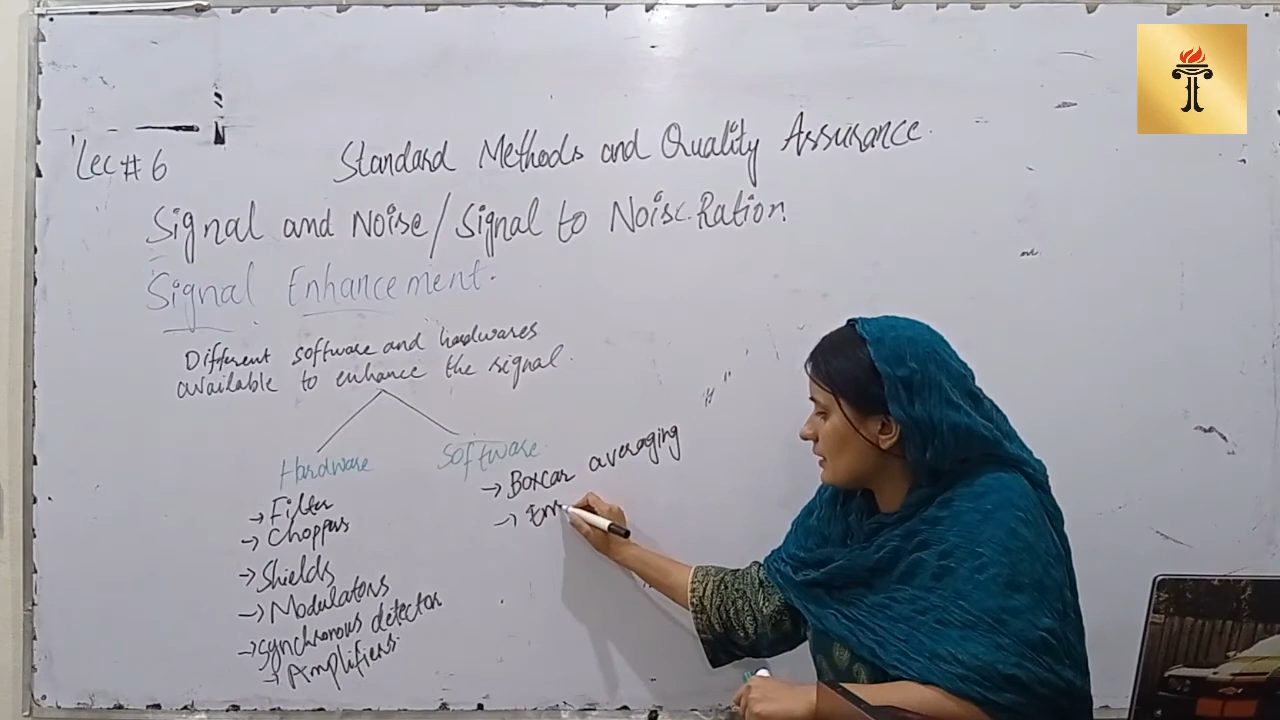 Lec # 6
Standard Methods and Quality Assurance.
Signal and Noise/Signal to Noise Ration
Signal Enhancement.
Different software and hardwares
available to enhance the signal.
Hardware
→ Filter
→ Choppers
→ Shields
→ Modulators
→ Synchronous detector
→ Amplifiers
Software
→ Boxcar averaging
→